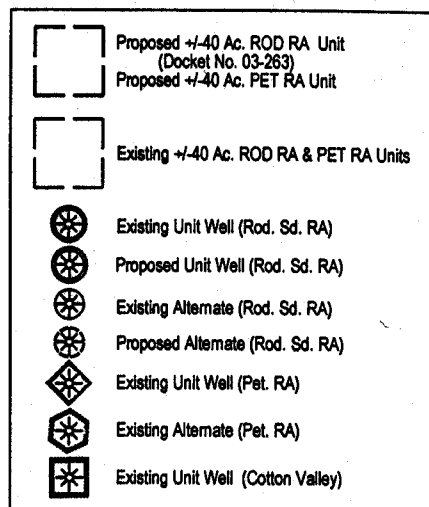 Proposed +/-40 Ac. ROD RA Unit
(Docket No. 03-263)
Proposed +/-40 Ac. PET RA Unit
Existing +/-40 Ac. ROD RA & PET RA Units
Existing Unit Well (Rod. Sd. RA)
Proposed Unit Well (Rod. Sd. RA)
Existing Alternate (Rod. Sd. RA)
Proposed Alternate (Rod. Sd. RA)
Existing Unit Well (Pet. RA)
Existing Alternate (Pet. RA)
Existing Unit Well (Cotton Valley)